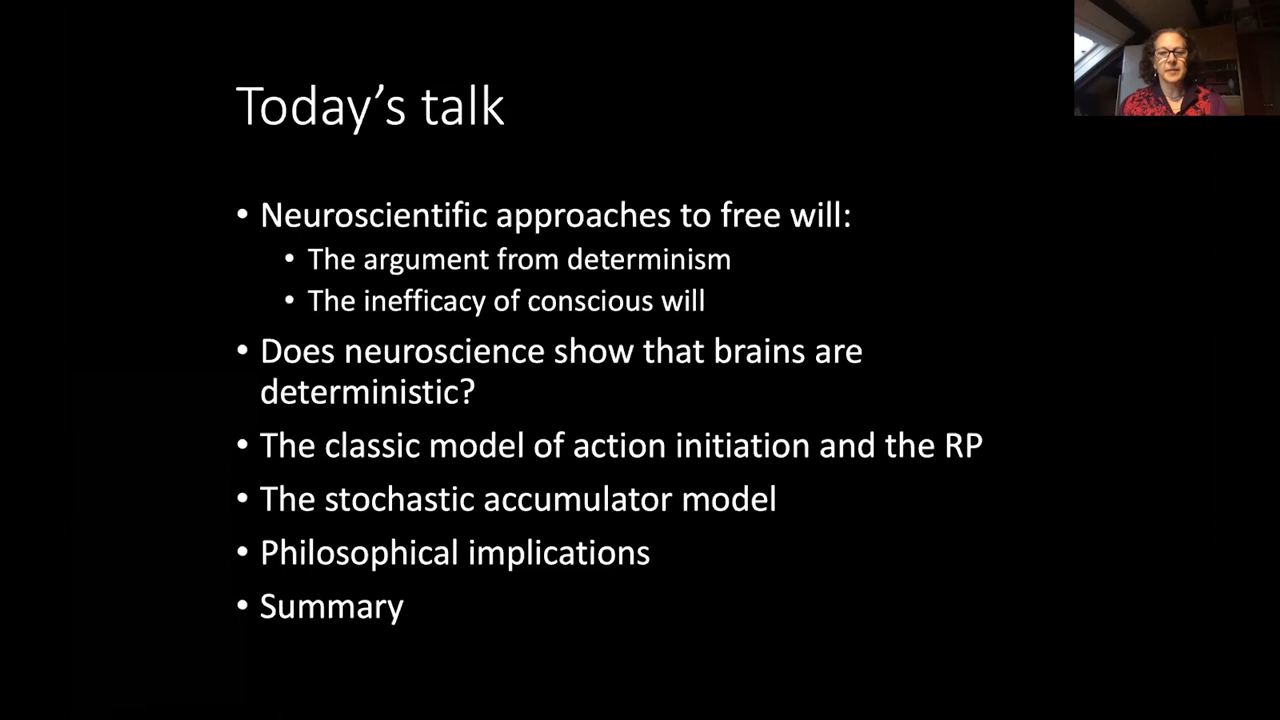 Today’s talk
• Neuroscientific approaches to free will:
• The argument from determinism
• The inefficacy of conscious will
• Does neuroscience show that brains are
deterministic?
• The classic model of action initiation and the RP
• The stochastic accumulator model
• Philosophical implications
• Summary